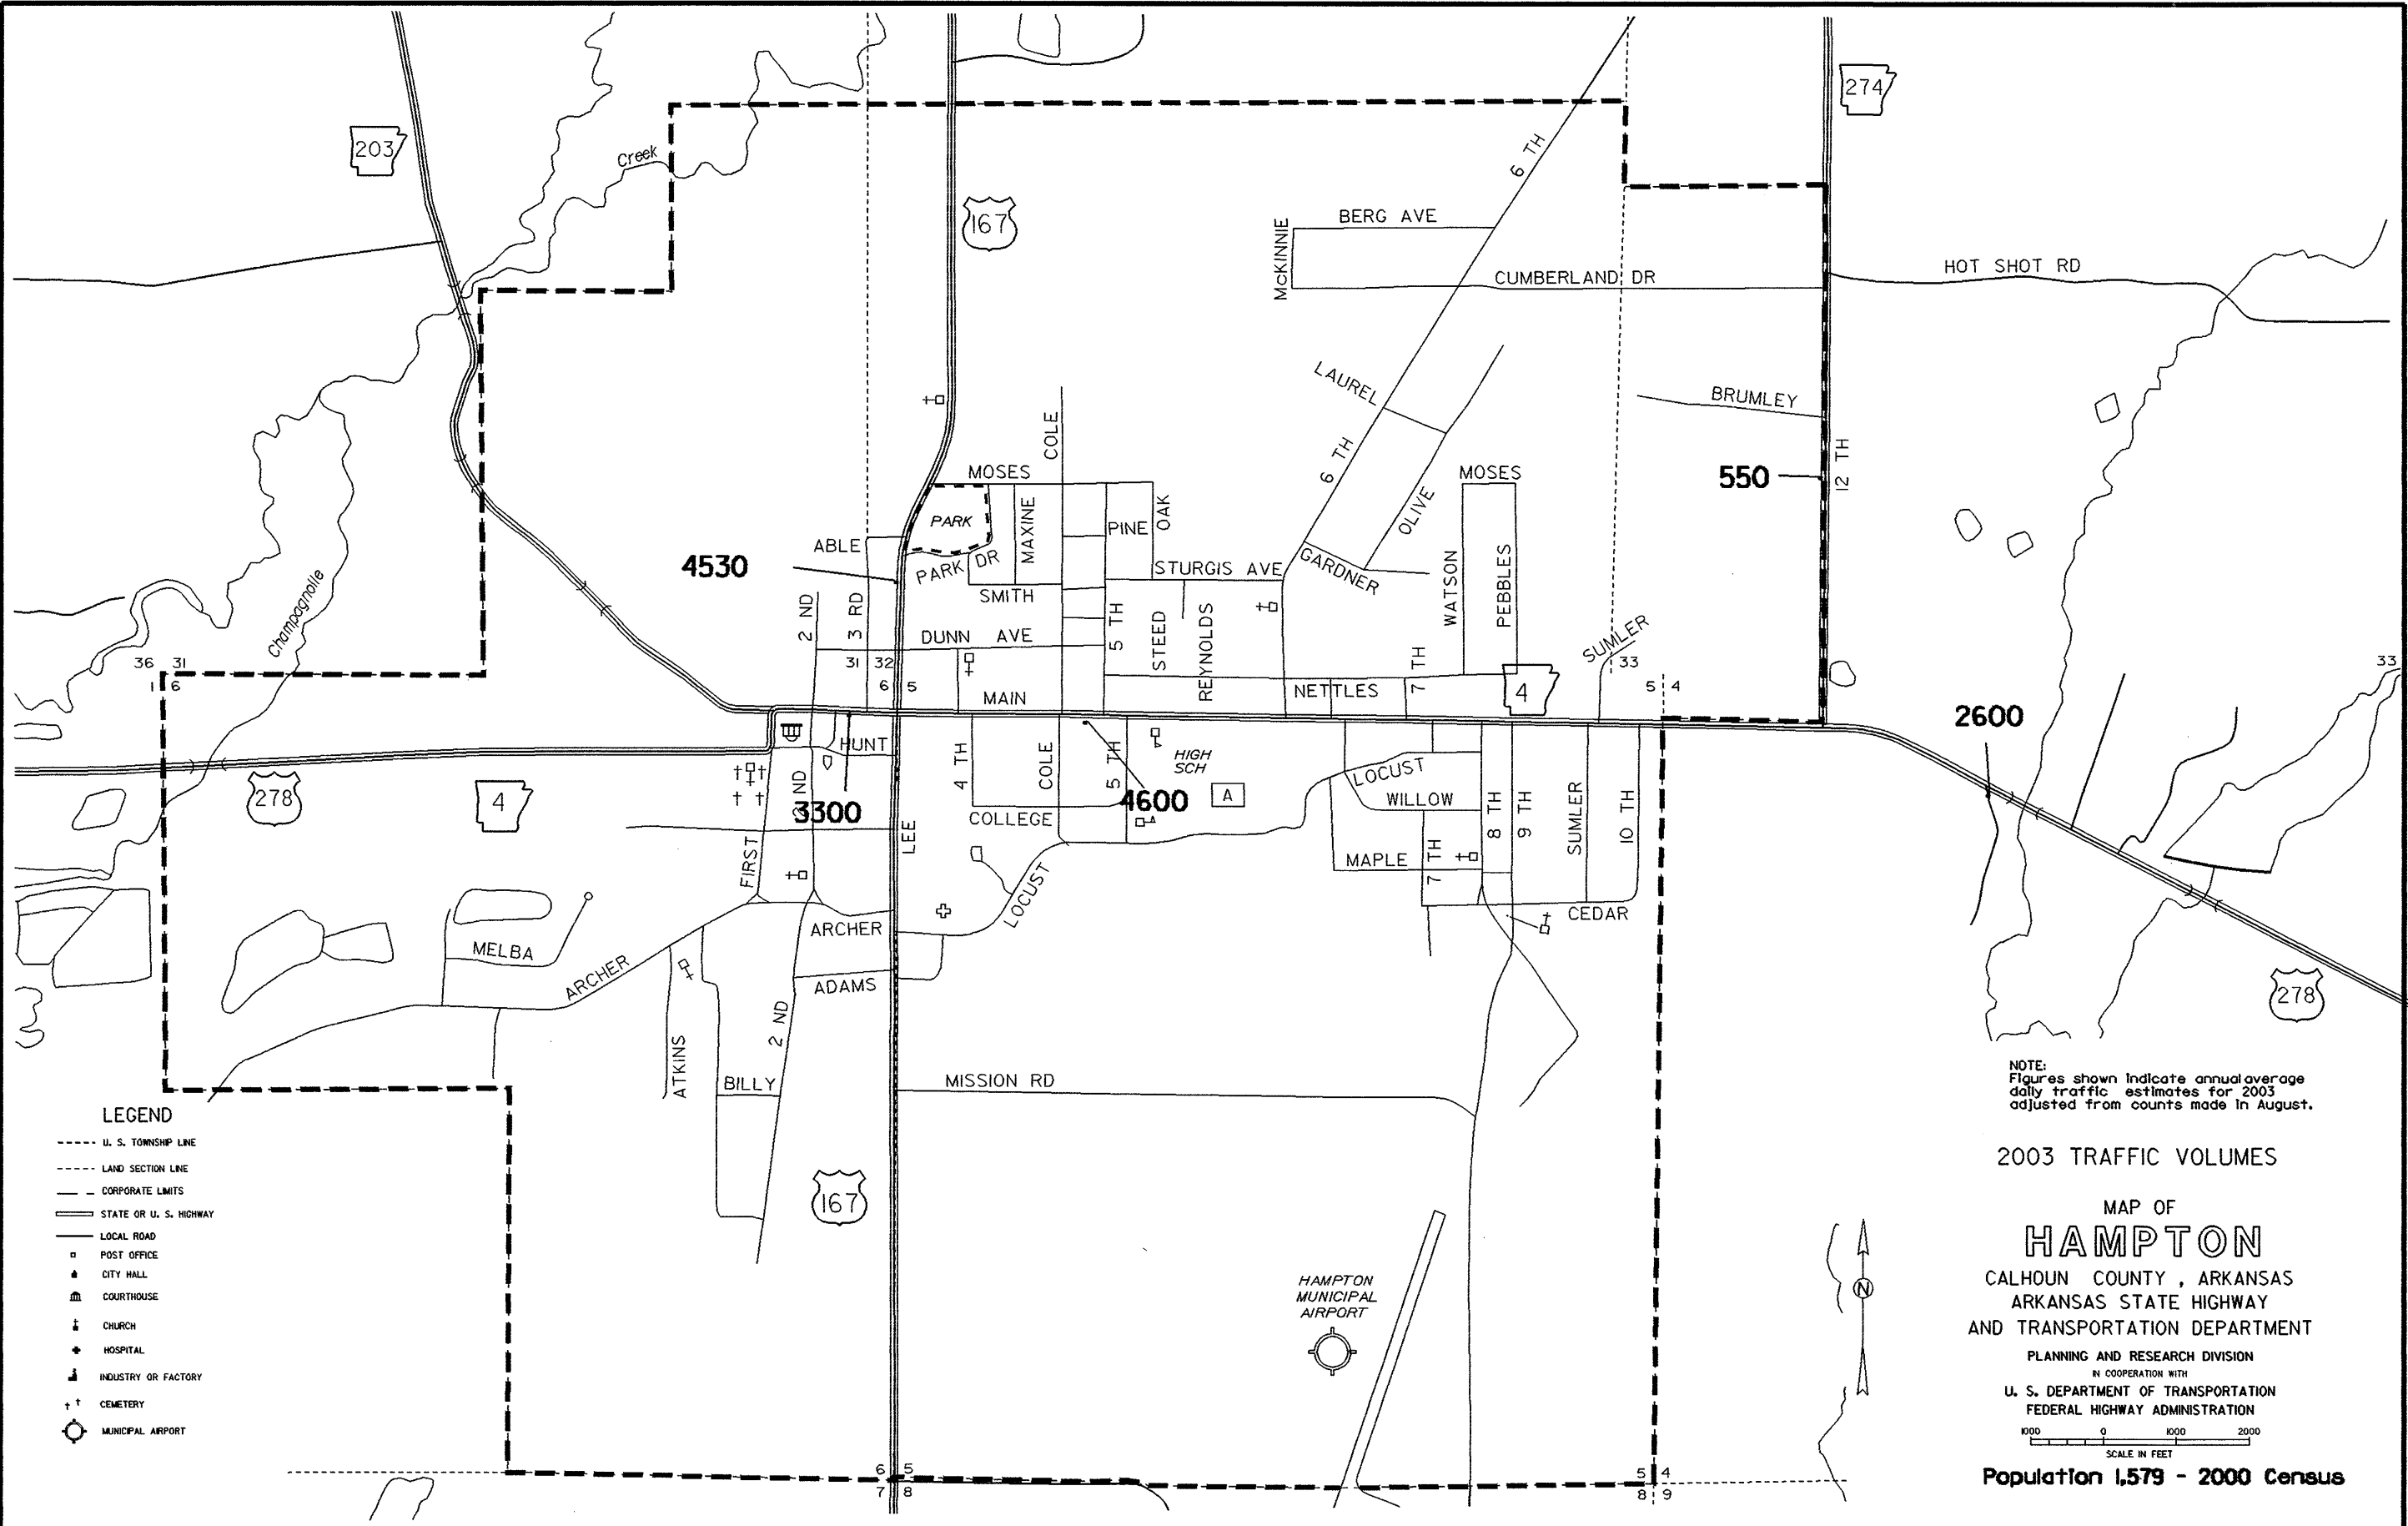 203
Creek
167
274
6 TH
McKINNIE
BERG AVE
CUMBERLAND DR
HOT SHOT RD
LAUREL
BRUMLEY
COLE
6 TH
MOSES
MOSES
550
12 TH
PARK
MAXINE
PINE
OAK
OLIVE
ABLE
4530
PARK DR
STURGIS AVE
GARDNER
SMITH
WATSON
PEBBLES
Champagnolle
2 ND
3 RD
DUNN AVE
5 TH
STEED
REYNOLDS
7 TH
SUMLER
36 31
1 6
31 32
6 5
33
5 4
33
MAIN
NETTLES
4
2600
HUNT
278
4
2 ND
3300
4 TH
COLE
5 TH
4600
HIGH
SCH
A
LOCUST
WILLOW
8 TH
9 TH
SUMLER
10 TH
COLLEGE
LEE
FIRST
MAPLE
7 TH
LOCUST
CEDAR
ARCHER
MELBA
ARCHER
ADAMS
2 ND
ATKINS
BILLY
MISSION RD
278
167
HAMPTON
MUNICIPAL
AIRPORT
6 5
7 8
5 4
8 9
LEGEND
U. S. TOWNSHIP LINE
LAND SECTION LINE
CORPORATE LIMITS
STATE OR U. S. HIGHWAY
LOCAL ROAD
POST OFFICE
CITY HALL
COURTHOUSE
CHURCH
HOSPITAL
INDUSTRY OR FACTORY
CEMETERY
MUNICIPAL AIRPORT
NOTE:
Figures shown indicate annual average
daily traffic estimates for 2003
adjusted from counts made in August.
2003 TRAFFIC VOLUMES
MAP OF
HAMPTON
CALHOUN COUNTY , ARKANSAS
ARKANSAS STATE HIGHWAY
AND TRANSPORTATION DEPARTMENT
PLANNING AND RESEARCH DIVISION
IN COOPERATION WITH
U. S. DEPARTMENT OF TRANSPORTATION
FEDERAL HIGHWAY ADMINISTRATION
1000 0 1000 2000
SCALE IN FEET
Population 1,579 - 2000 Census
N